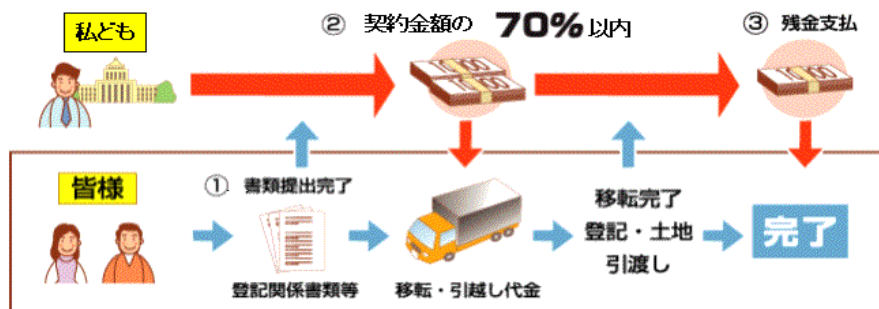 私ども
② 契約金額の 70% 以内
③ 残金支払
皆様
① 書類提出完了
登記関係書類等
移転・引越し代金
移転完了
登記・土地
引渡し
完了